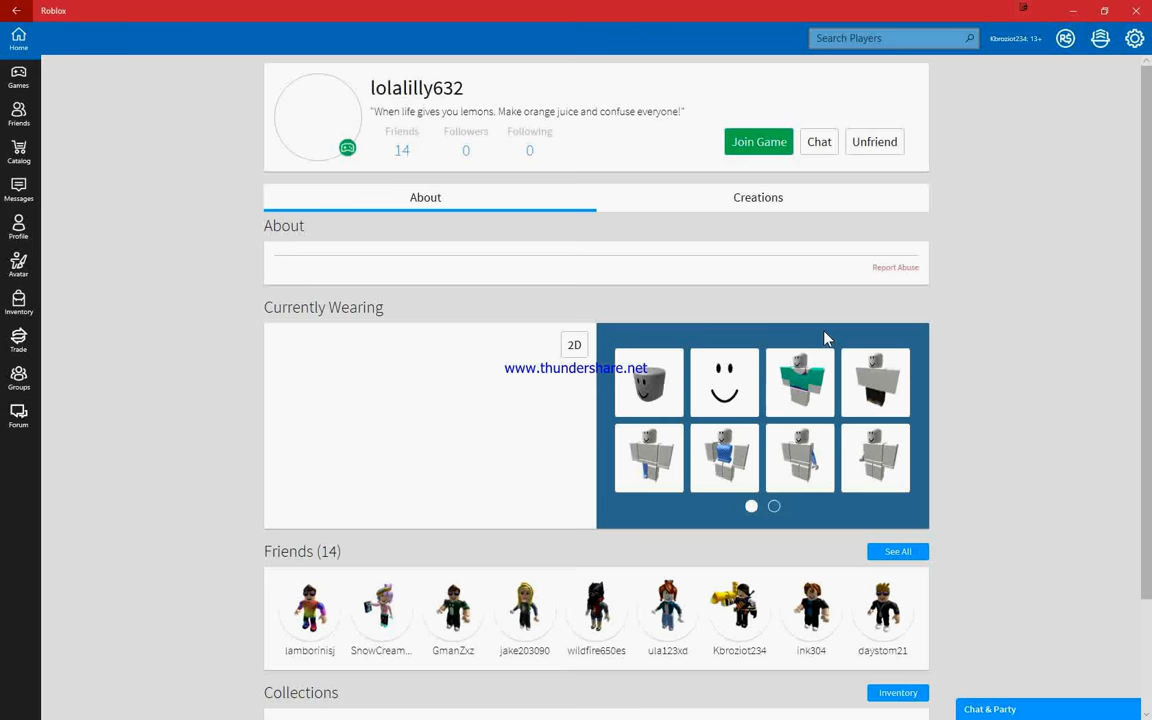 Roblox
Home
Search Players
Kbroziot234: 13+
R$
Games
Friends
Catalog
Messages
Profile
Avatar
Inventory
Trade
Groups
Forum
lolalilly632
"When life gives you lemons. Make orange juice and confuse everyone!"
Friends Followers Following
14 0 0
Join Game Chat Unfriend
About Creations
About
Report Abuse
Currently Wearing
2D
www.thundershare.net
Friends (14) See All
iamborinisj SnowCream... GmanZxz jake203090 wildfire650es ula123xd Kbroziot234 ink304 daystom21
Collections Inventory
Chat & Party